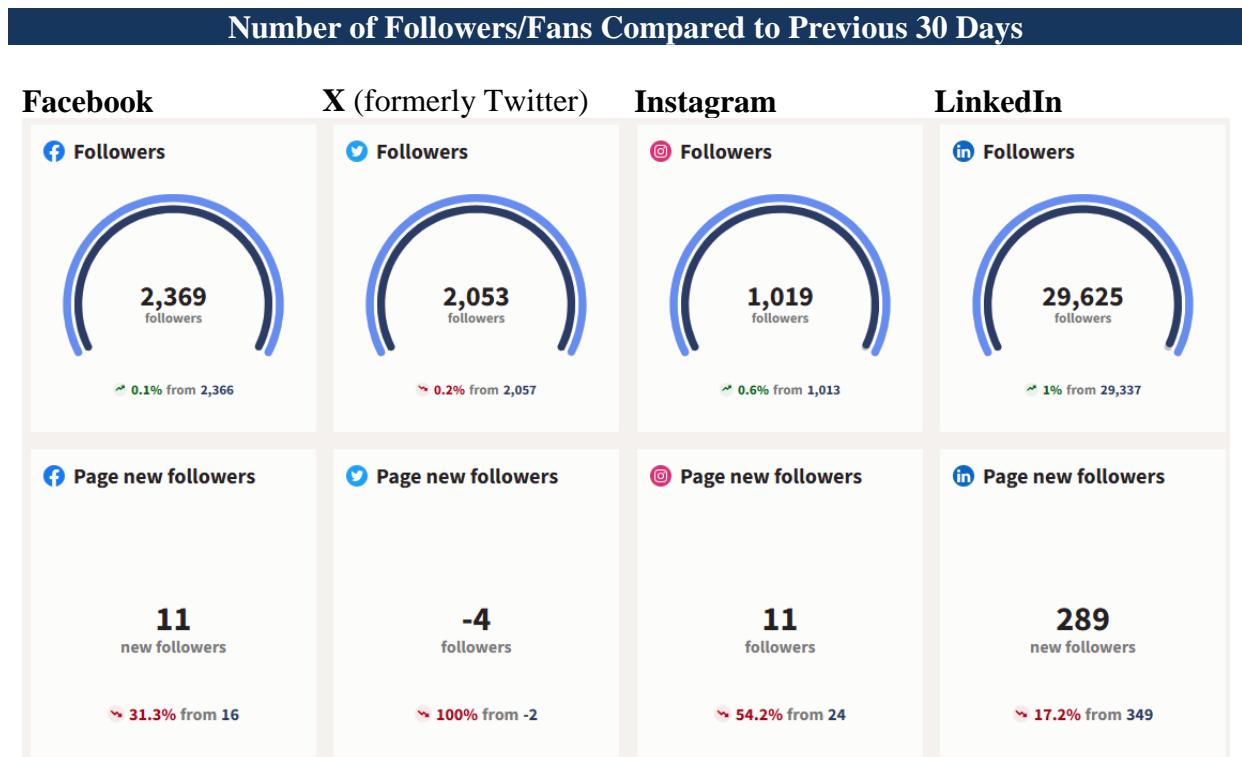 Number of Followers/Fans Compared to Previous 30 Days
Facebook
X (formerly Twitter)
Instagram
LinkedIn
Followers
2,369
followers
0.1% from 2,366
Followers
2,053
followers
0.2% from 2,057
Followers
1,019
followers
0.6% from 1,013
in Followers
29,625
followers
1% from 29,337
Page new followers
11
new followers
31.3% from 16
Page new followers
-4
followers
100% from -2
Page new followers
11
followers
54.2% from 24
in Page new followers
289
new followers
17.2% from 349